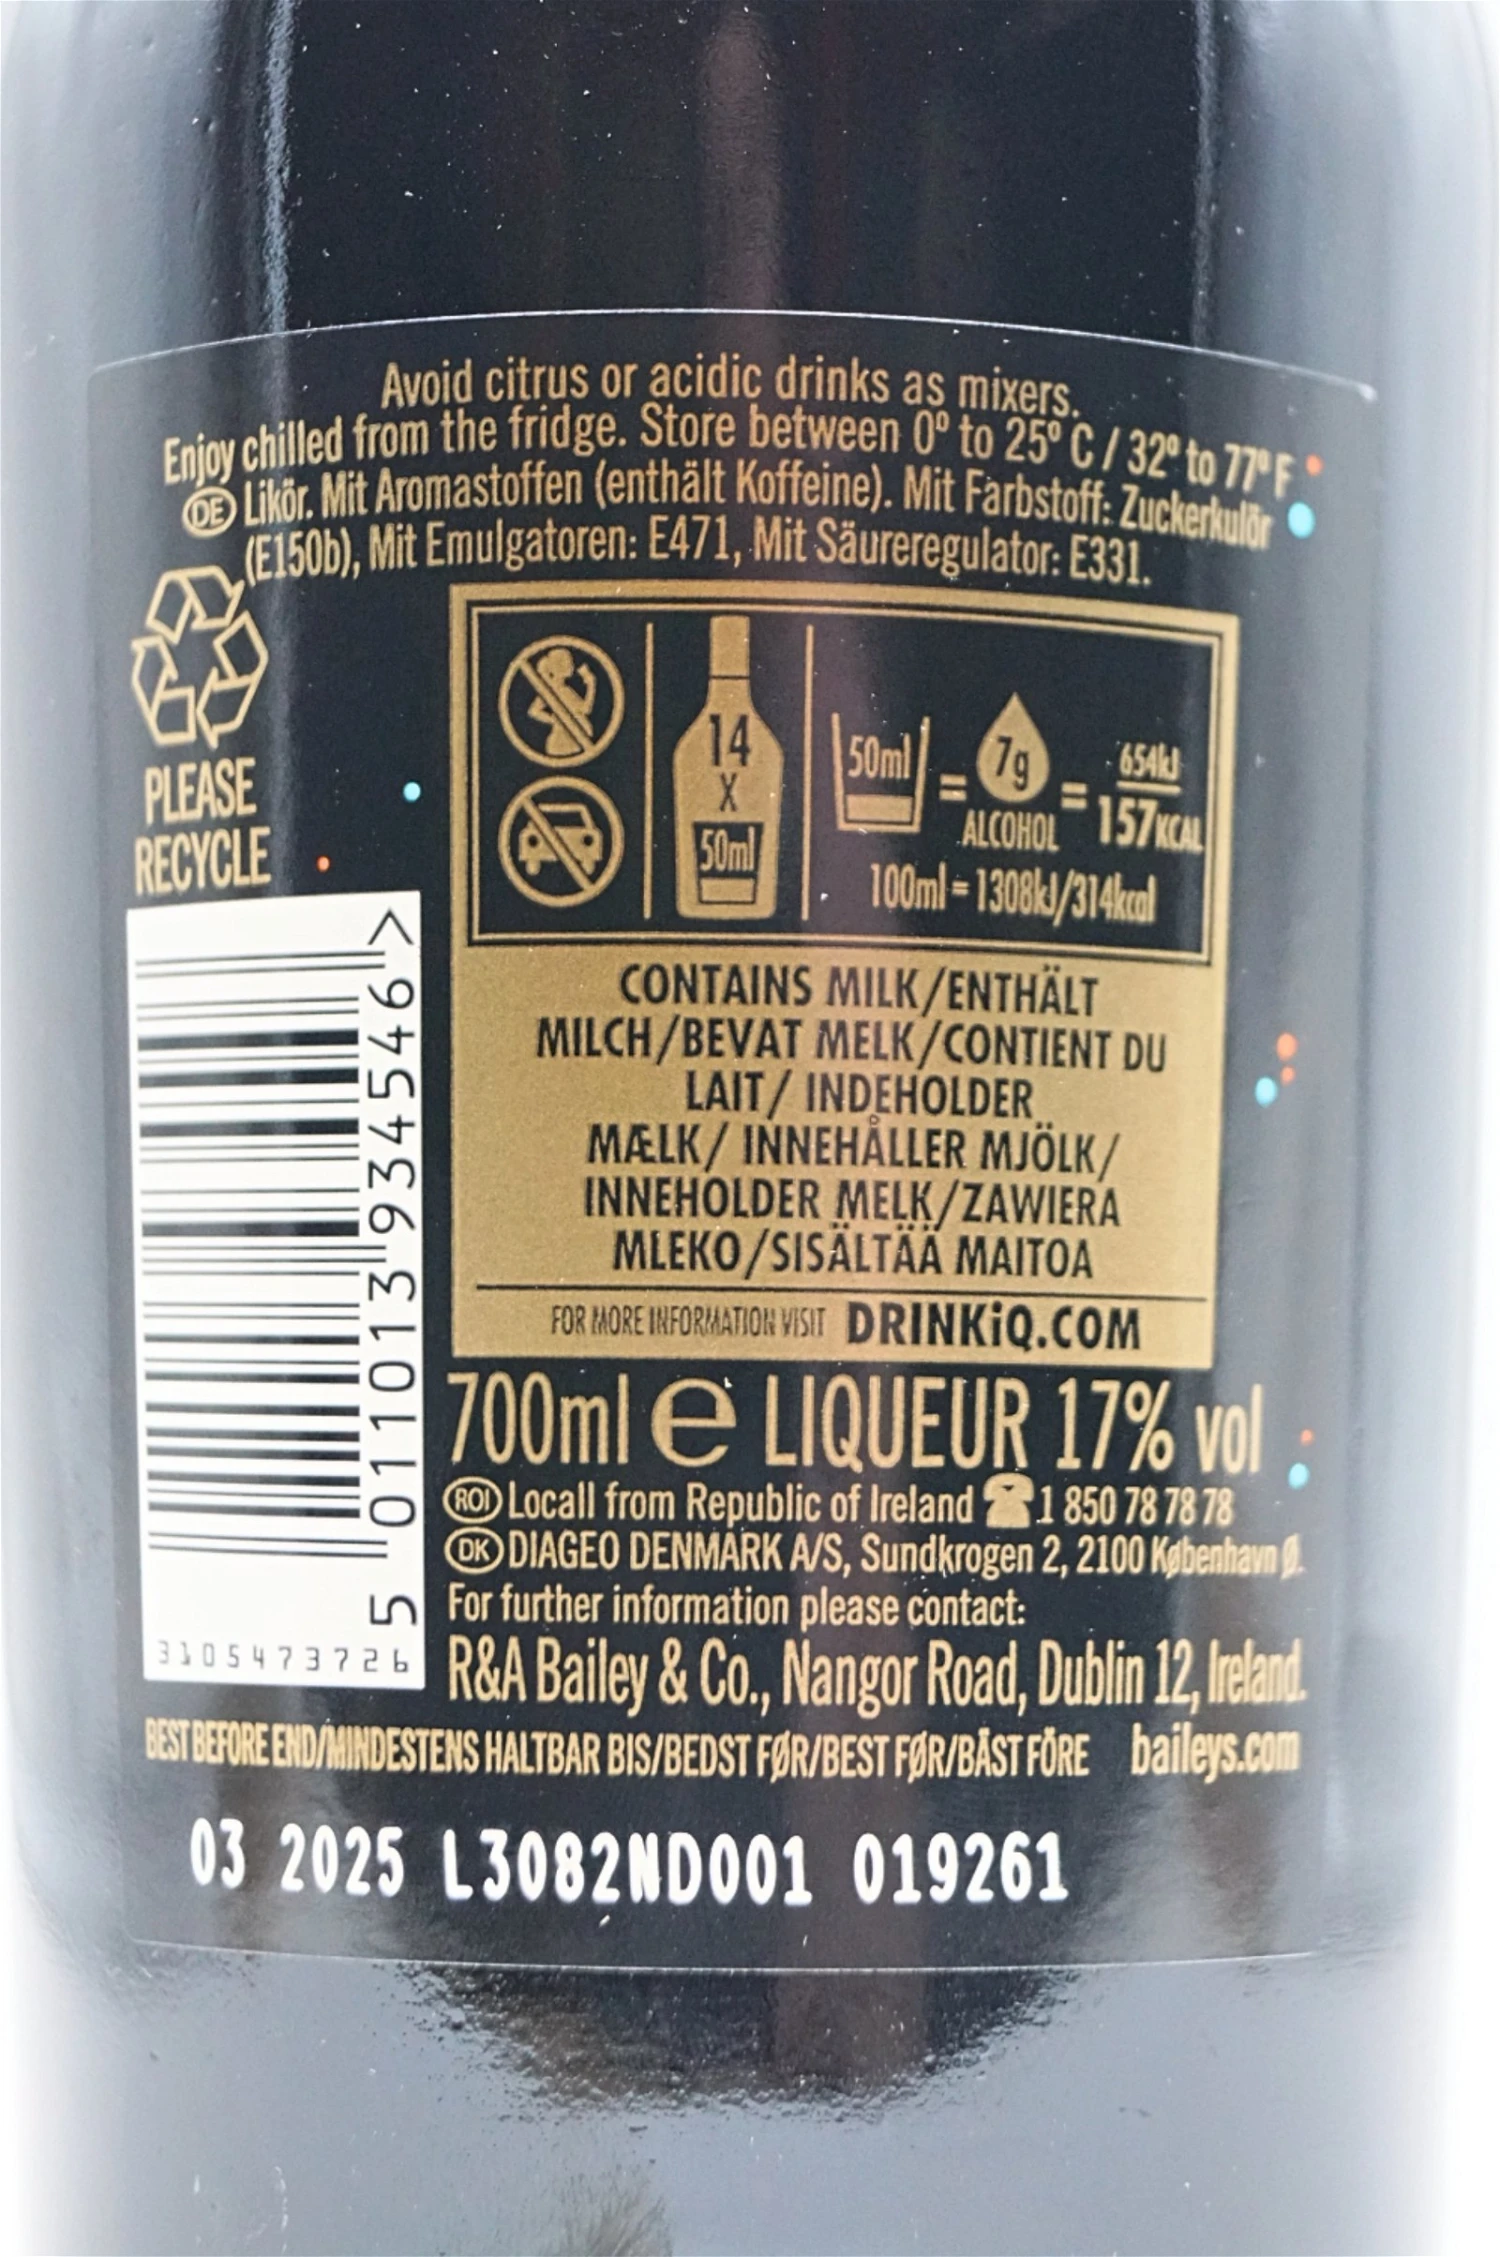 Avoid citrus or acidic drinks as mixers.
Enjoy chilled from the fridge. Store between 0° to 25° C / 32° to 77° F
DE Likör. Mit Aromastoffen (enthält Koffeine). Mit Farbstoff: Zuckerkulör
(E150b), Mit Emulgatoren: E471, Mit Säureregulator: E331.
PLEASE
RECYCLE
14
X
50ml
50ml = 7g ALCOHOL = 654kJ
157KCAL
100ml = 1308kJ/314kcal
CONTAINS MILK/ENTHÄLT
MILCH/BEVAT MELK/CONTIENT DU
LAIT/ INDEHOLDER
MÆLK/ INNEHÅLLER MJÖLK/
INNEHOLDER MELK/ZAWIERA
MLEKO/SISÄLTÄÄ MAITOA
FOR MORE INFORMATION VISIT DRINKiQ.COM
5 011013 934546 >
3105473726
700ml e LIQUEUR 17% vol
ROI Locall from Republic of Ireland 1 850 78 78 78
DK DIAGEO DENMARK A/S, Sundkrogen 2, 2100 København Ø.
For further information please contact:
R&A Bailey & Co., Nangor Road, Dublin 12, Ireland.
BEST BEFORE END/MINDESTENS HALTBAR BIS/BEDST FØR/BEST FØR/BÄST FÖRE baileys.com
03 2025 L3082ND001 019261